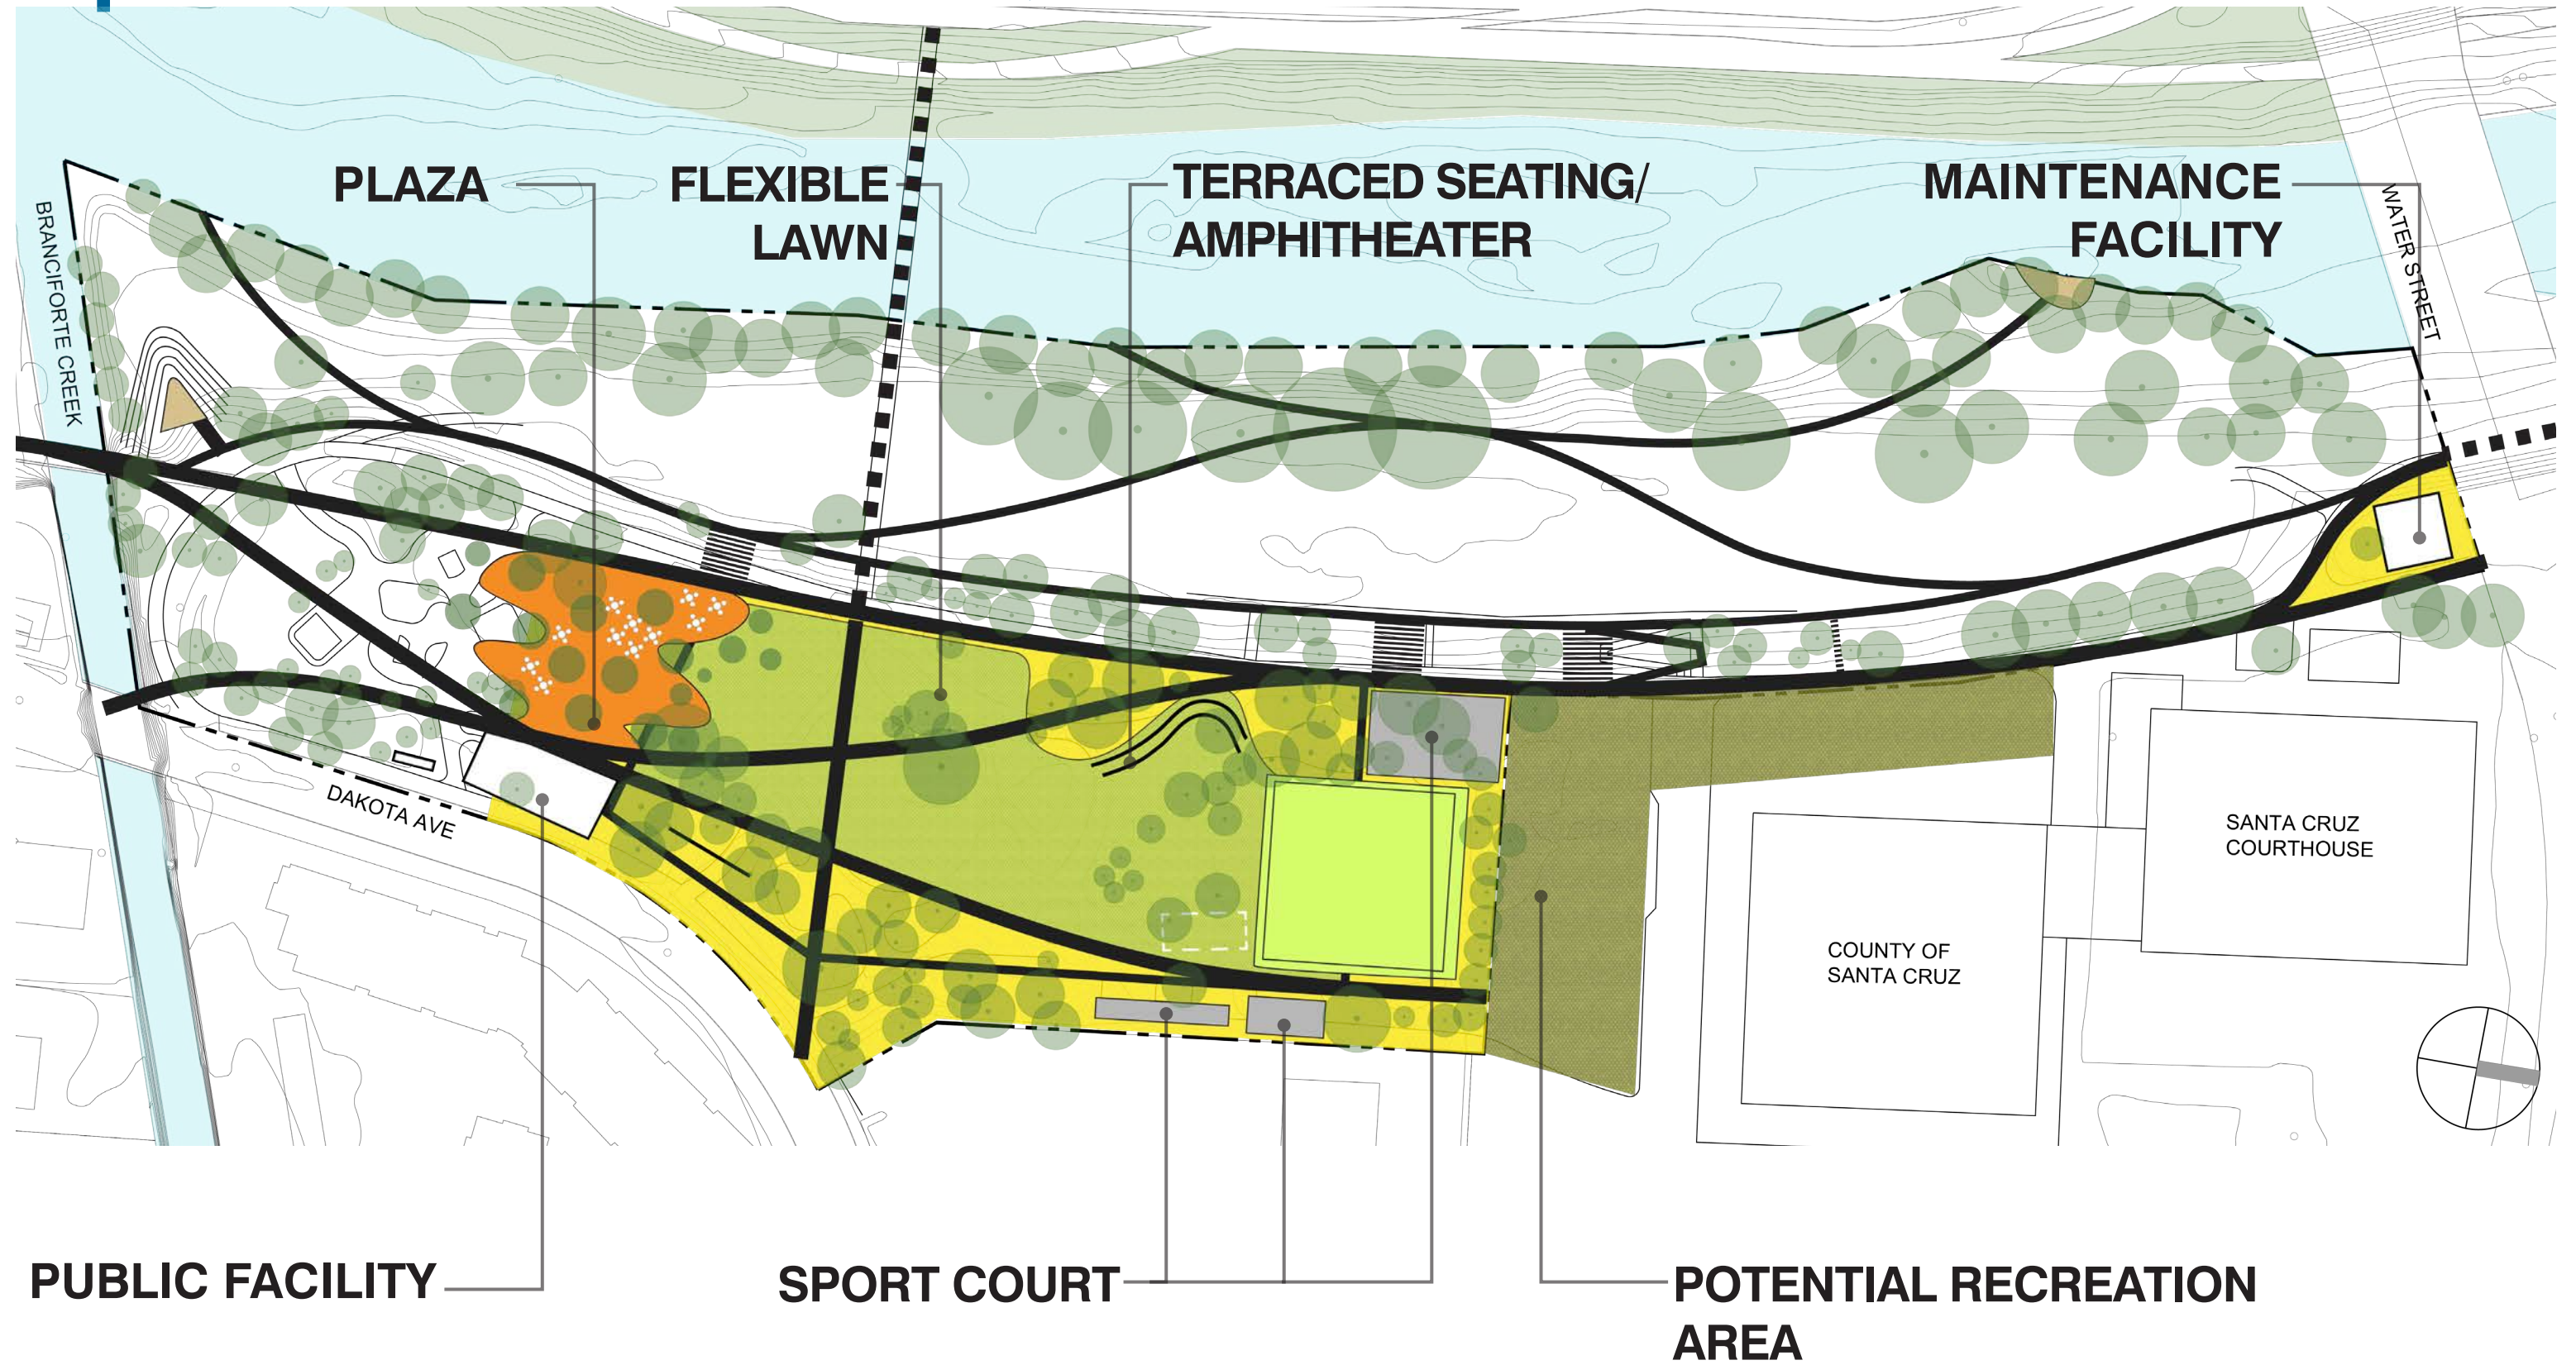 PLAZA
FLEXIBLE
LAWN
TERRACED SEATING/
AMPHITHEATER
MAINTENANCE
FACILITY
WATER STREET
BRANCIFORTE CREEK
DAKOTA AVE
SANTA CRUZ
COURTHOUSE
COUNTY OF
SANTA CRUZ
PUBLIC FACILITY
SPORT COURT
POTENTIAL RECREATION
AREA